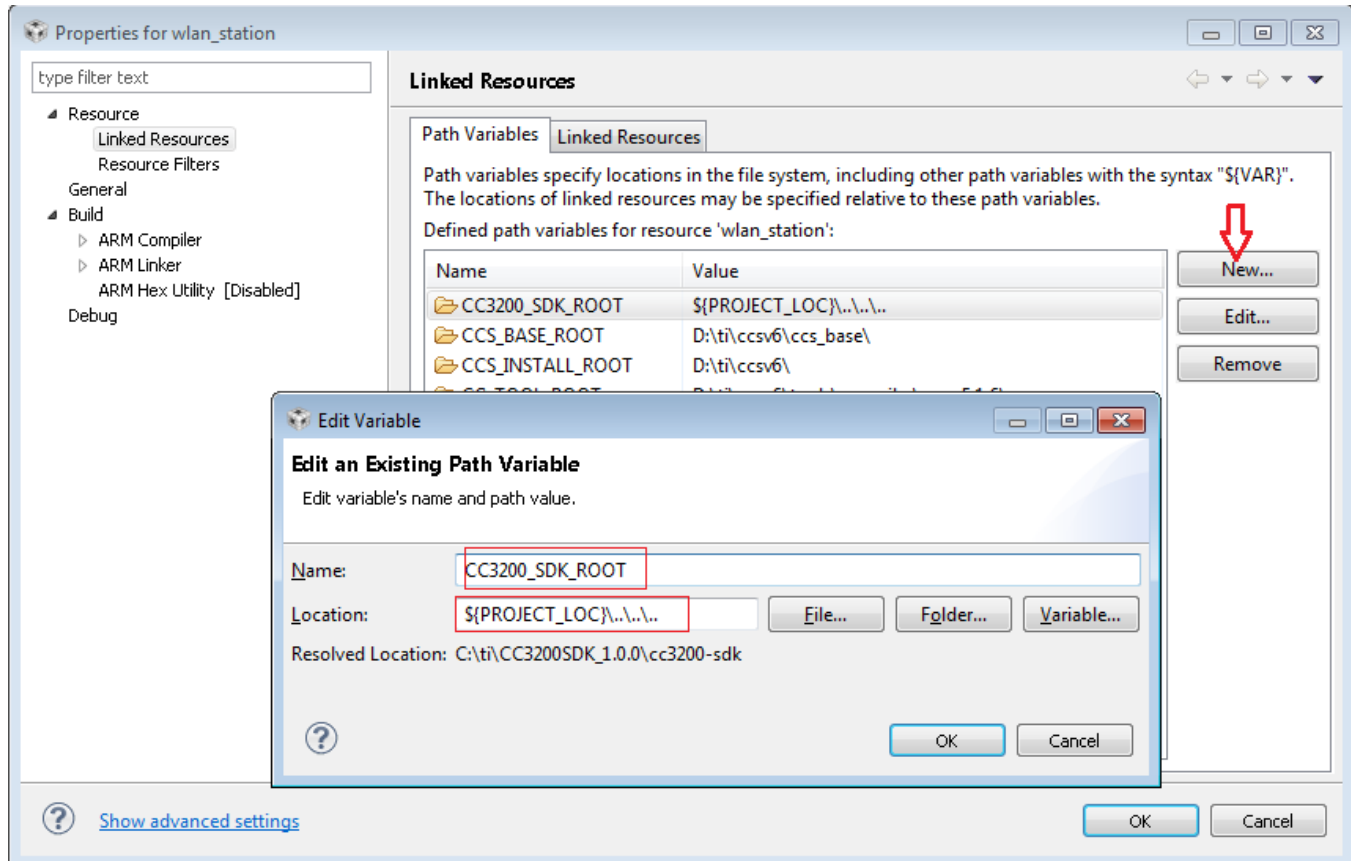 Properties for wlan_station
type filter text
Resource
Linked Resources
Resource Filters
General
Build
ARM Compiler
ARM Linker
ARM Hex Utility [Disabled]
Debug
Linked Resources
Path Variables Linked Resources
Path variables specify locations in the file system, including other path variables with the syntax "${VAR}".
The locations of linked resources may be specified relative to these path variables.
Defined path variables for resource 'wlan_station':
Name Value
CC3200_SDK_ROOT ${PROJECT_LOC}\..\..\..
CCS_BASE_ROOT D:\ti\ccsv6\ccs_base\
CCS_INSTALL_ROOT D:\ti\ccsv6\
New...
Edit...
Remove
Edit Variable
Edit an Existing Path Variable
Edit variable's name and path value.
Name: CC3200_SDK_ROOT
Location: ${PROJECT_LOC}\..\..\.. File... Folder... Variable...
Resolved Location: C:\ti\CC3200SDK_1.0.0\cc3200-sdk
OK Cancel
Show advanced settings
OK Cancel